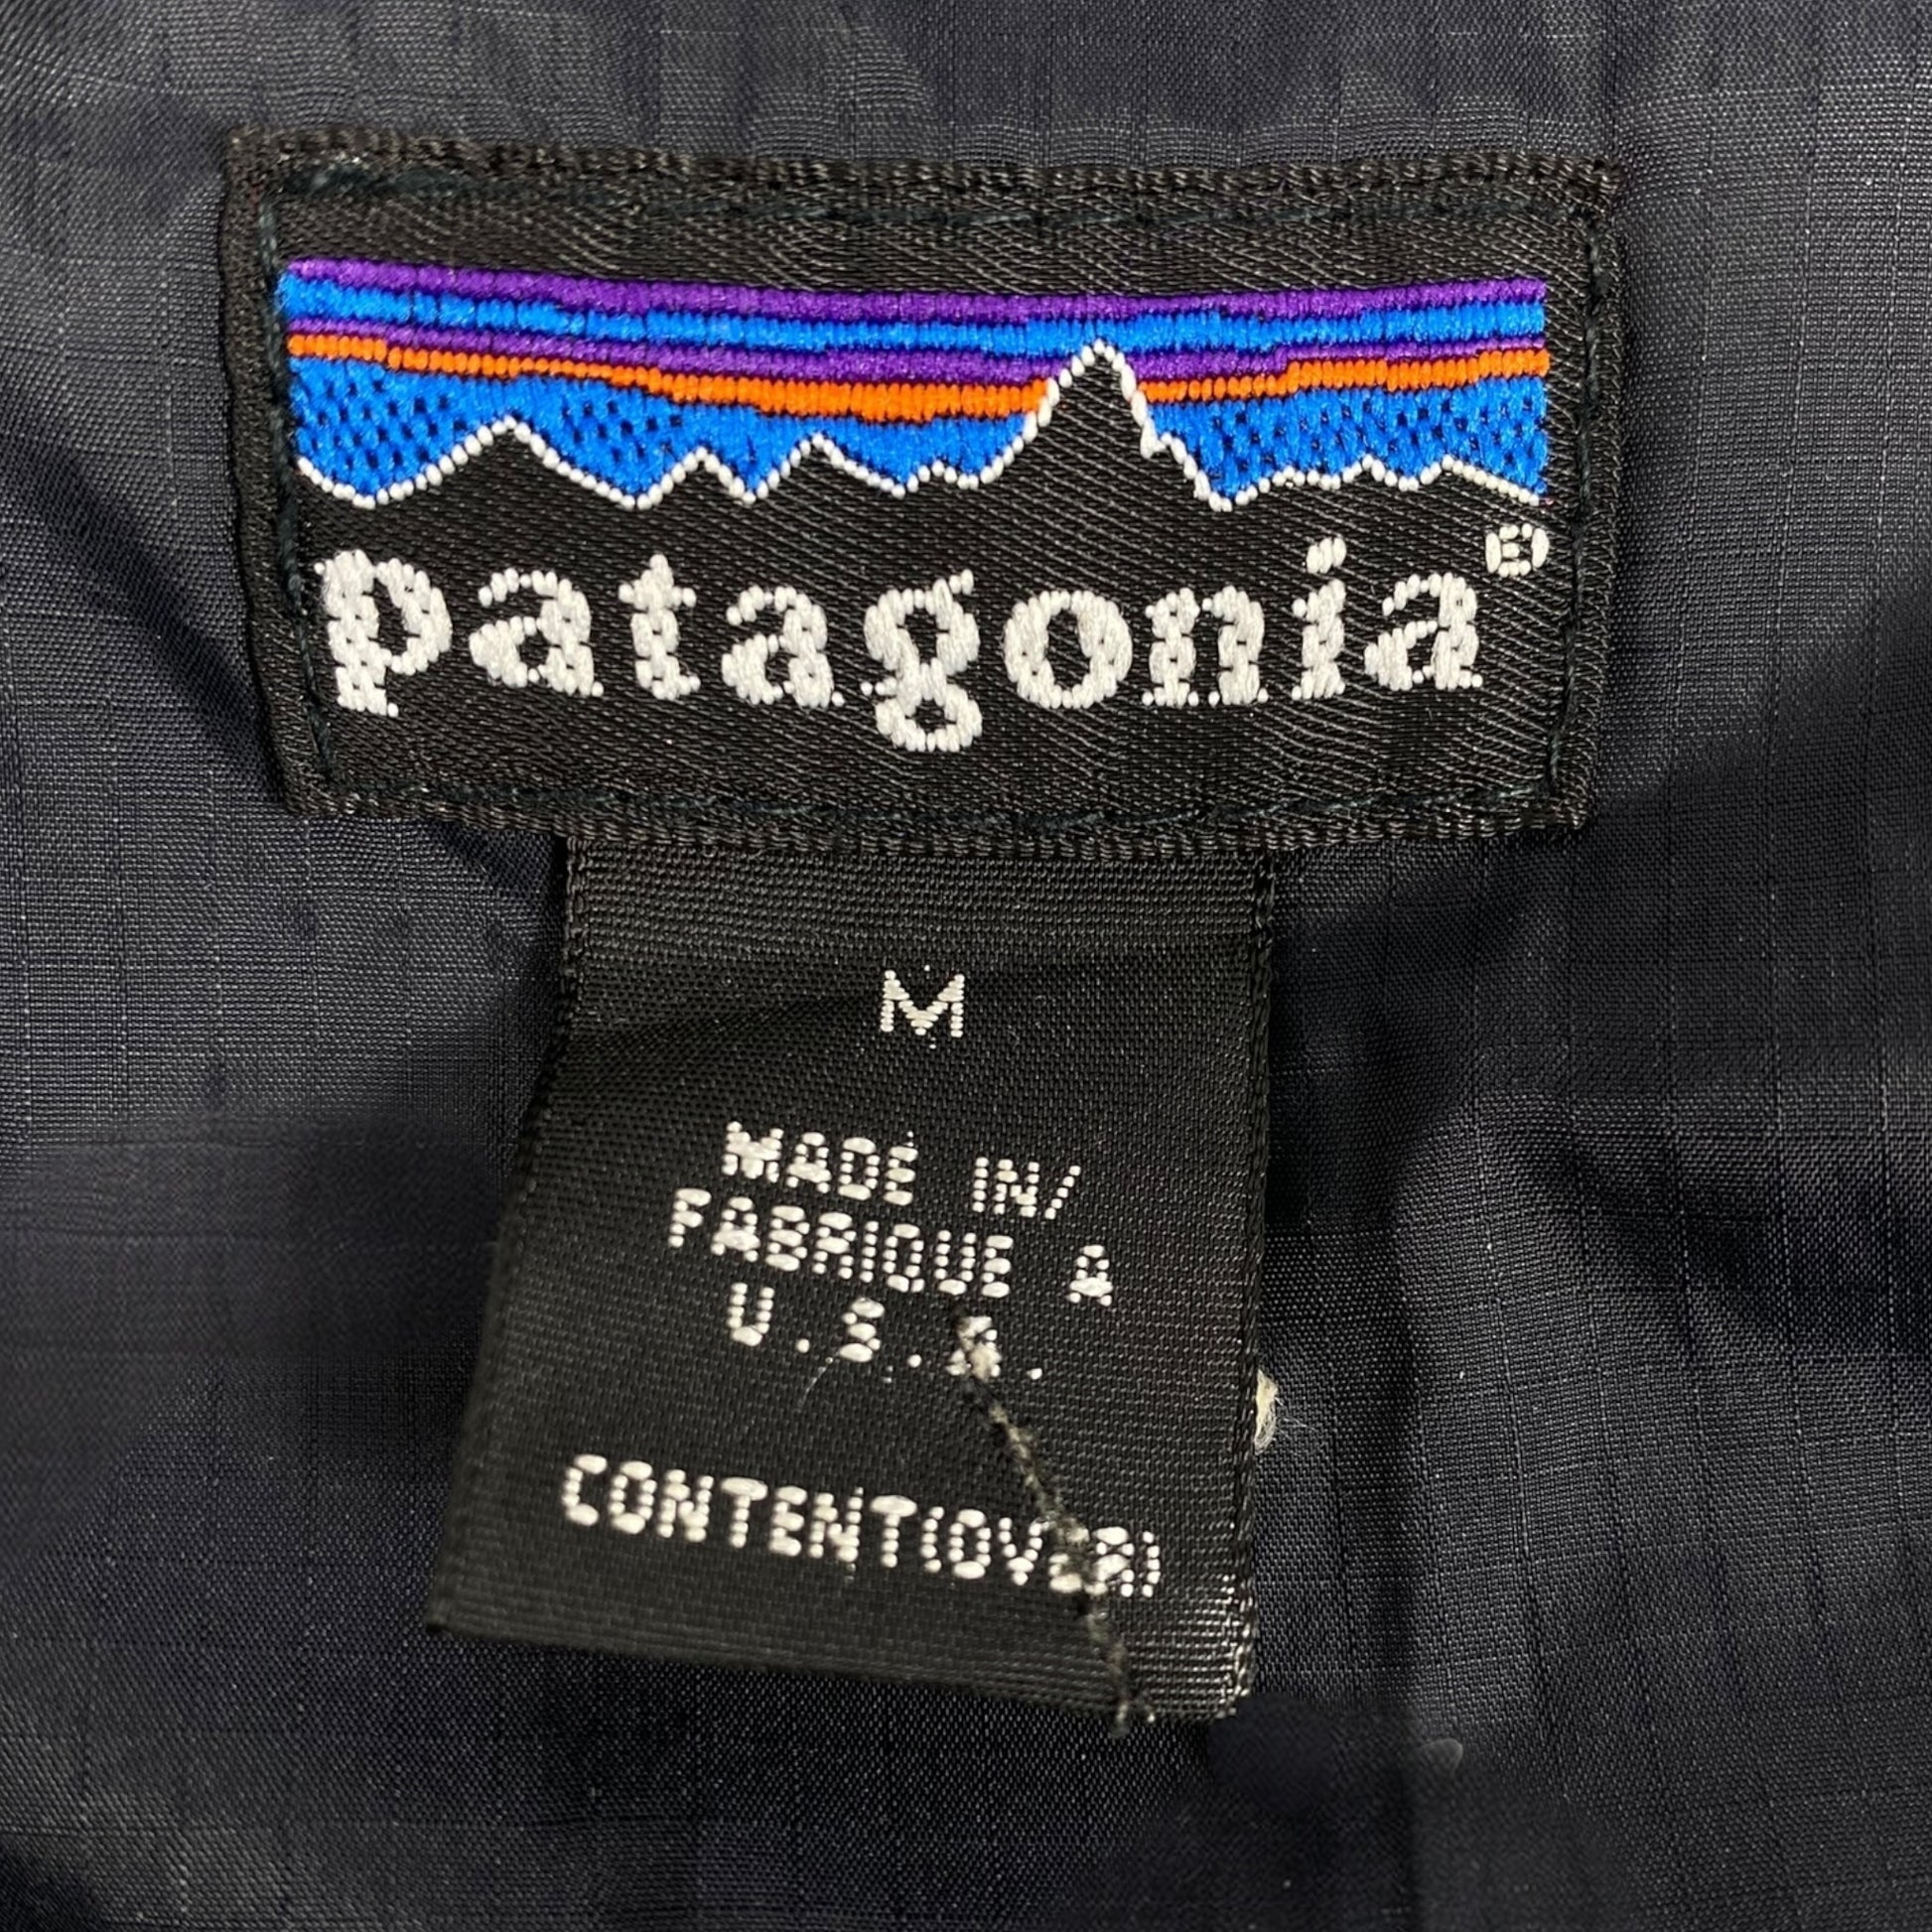 patagonia®
M
MADE IN/
FABRIQUE A
U.S.A.
CONTENT(OVER)